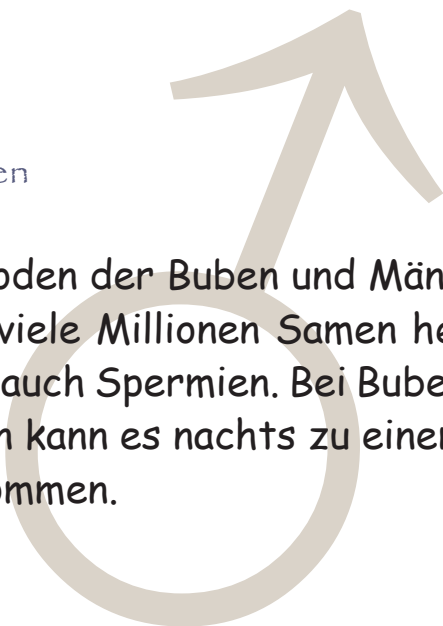 en
oden der Buben und Män
viele Millionen Samen he
auch Spermien. Bei Bube
n kann es nachts zu einer
ommen.